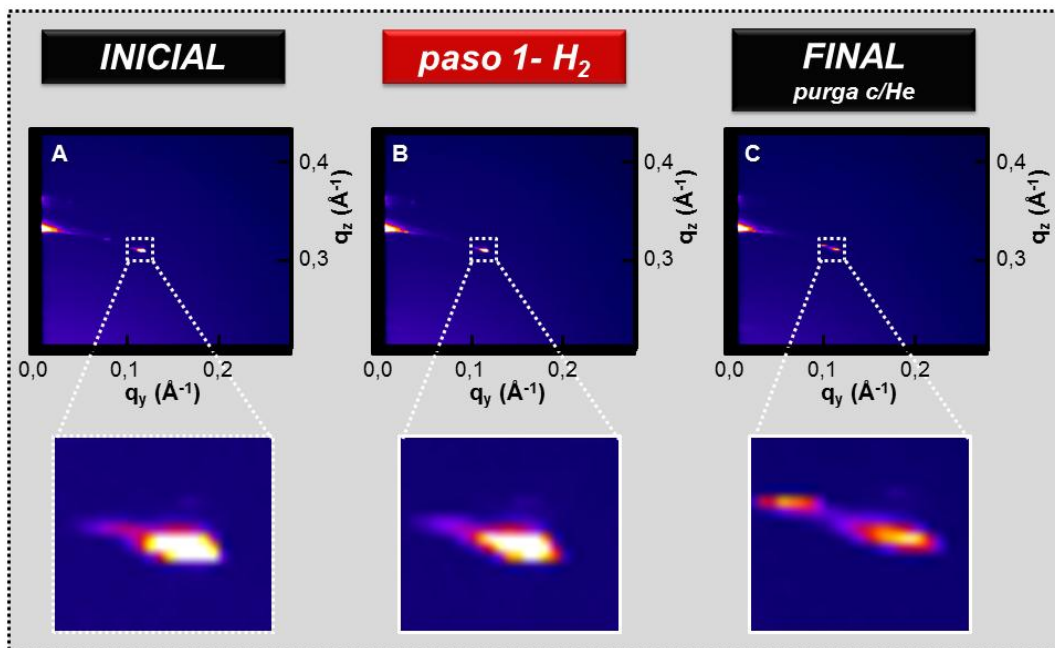 INICIAL
paso 1- H₂
FINAL
purga c/He
A
0,4
0,3
qz (Å⁻¹)
0,0
0,1
0,2
qy (Å⁻¹)
B
0,4
0,3
qz (Å⁻¹)
0,0
0,1
0,2
qy (Å⁻¹)
C
0,4
0,3
qz (Å⁻¹)
0,0
0,1
0,2
qy (Å⁻¹)